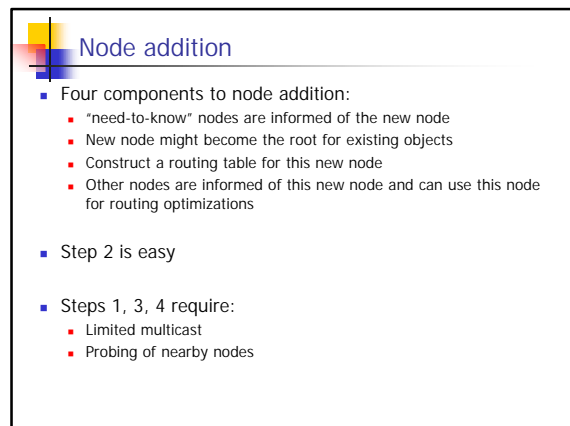 Node addition
Four components to node addition:
“need-to-know” nodes are informed of the new node
New node might become the root for existing objects
Construct a routing table for this new node
Other nodes are informed of this new node and can use this node
for routing optimizations
Step 2 is easy
Steps 1, 3, 4 require:
Limited multicast
Probing of nearby nodes